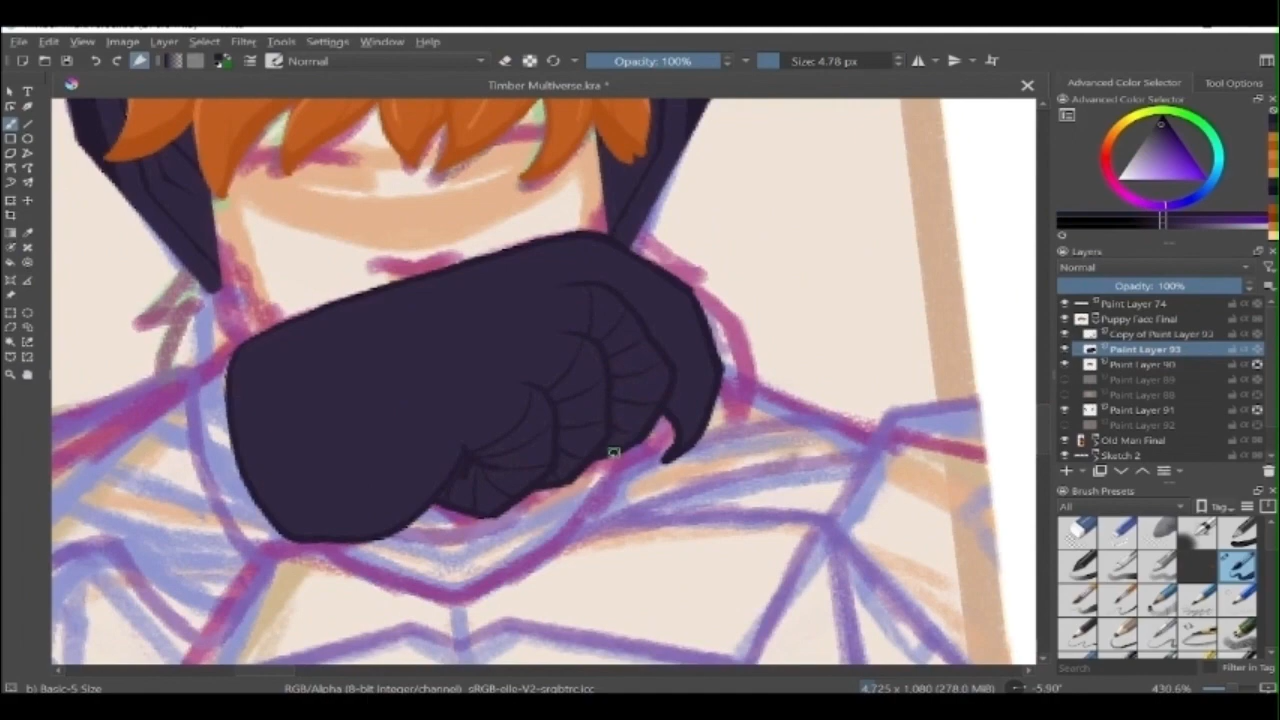 File Edit View Image Layer Select Filter Tools Settings Window Help
Normal Opacity: 100% Size: 4.78 px
Timber Multiverse.kra *
Advanced Color Selector Tool Options
Advanced Color Selector
Layers
Normal
Opacity: 100%
Paint Layer 74
Puppy Face Final
Copy of Paint Layer 93
Paint Layer 93
Paint Layer 90
Paint Layer 89
Paint Layer 88
Paint Layer 91
Paint Layer 92
Old Man Final
Sketch 2
Brush Presets
All Tag
Search Filter in Tag
b) Basic-5 Size RGB/Alpha (8-bit integer/channel) sRGB-elle-V2-srgbtrc.icc 4,725 x 1,080 (278.0 MiB) -5.90° 430.6%